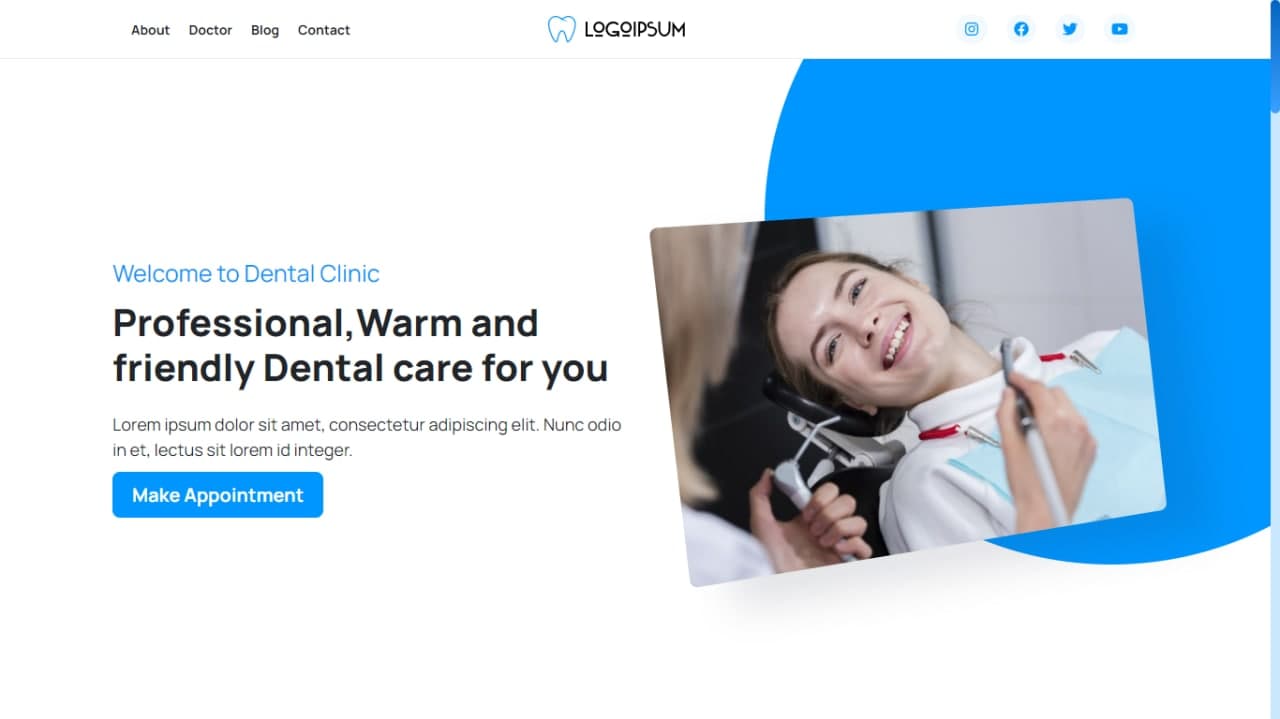 About Doctor Blog Contact
LOGOIPSUM
Welcome to Dental Clinic
Professional,Warm and
friendly Dental care for you
Lorem ipsum dolor sit amet, consectetur adipiscing elit. Nunc odio
in et, lectus sit lorem id integer.
Make Appointment